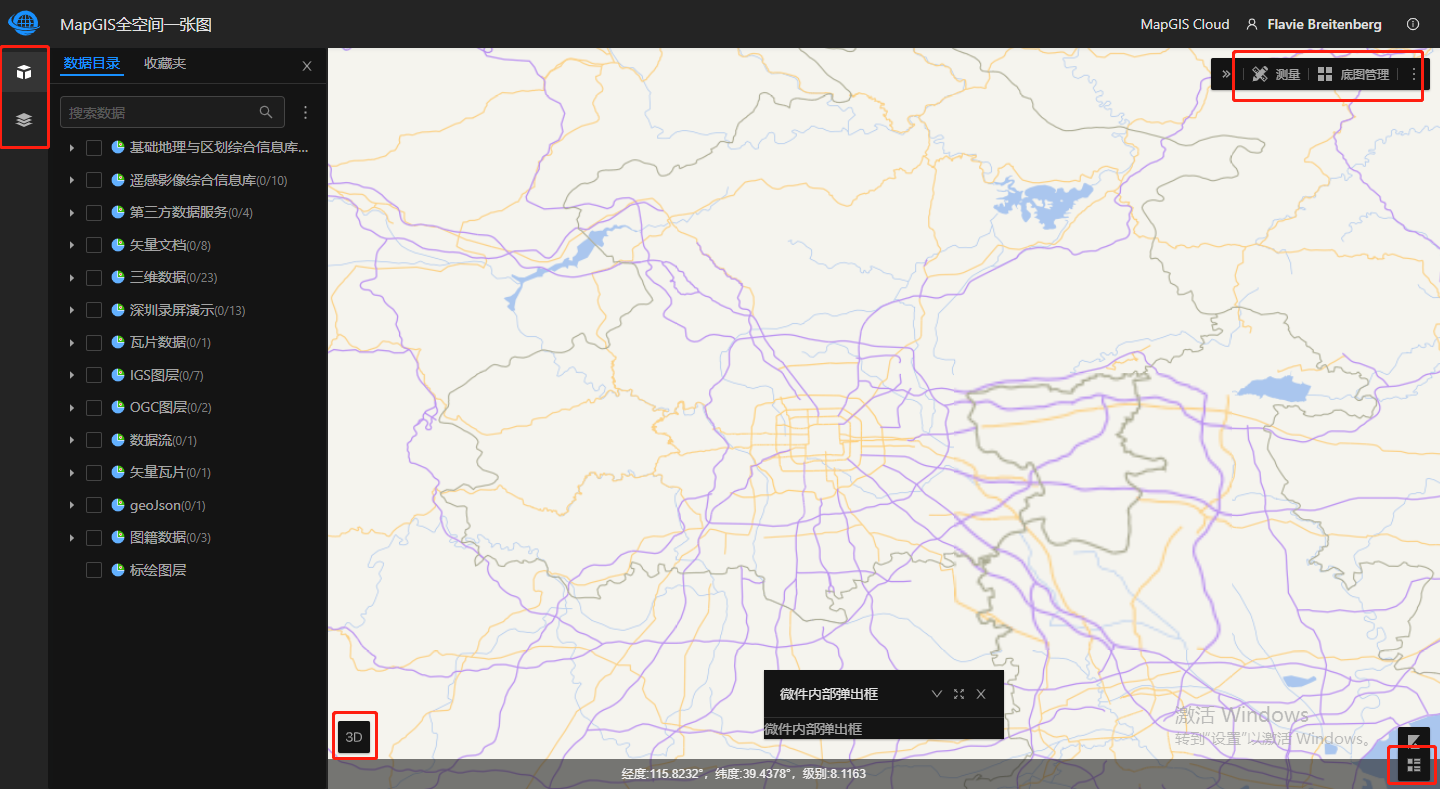 MapGIS全空间一张图
MapGIS Cloud
Flavie Breitenberg
数据目录
收藏夹
搜索数据
基础地理与区划综合信息库...
遥感影像综合信息库(0/10)
第三方数据服务(0/4)
矢量文档(0/8)
三维数据(0/23)
深圳录屏演示(0/13)
瓦片数据(0/1)
IGS图层(0/7)
OGC图层(0/2)
数据流(0/1)
矢量瓦片(0/1)
geoJson(0/1)
图籍数据(0/3)
标绘图层
测量
底图管理
微件内部弹出框
微件内部弹出框
激活 Windows
转到“设置”以激活 Windows。
3D
经度:115.8232°，纬度:39.4378°，级别:8.1163